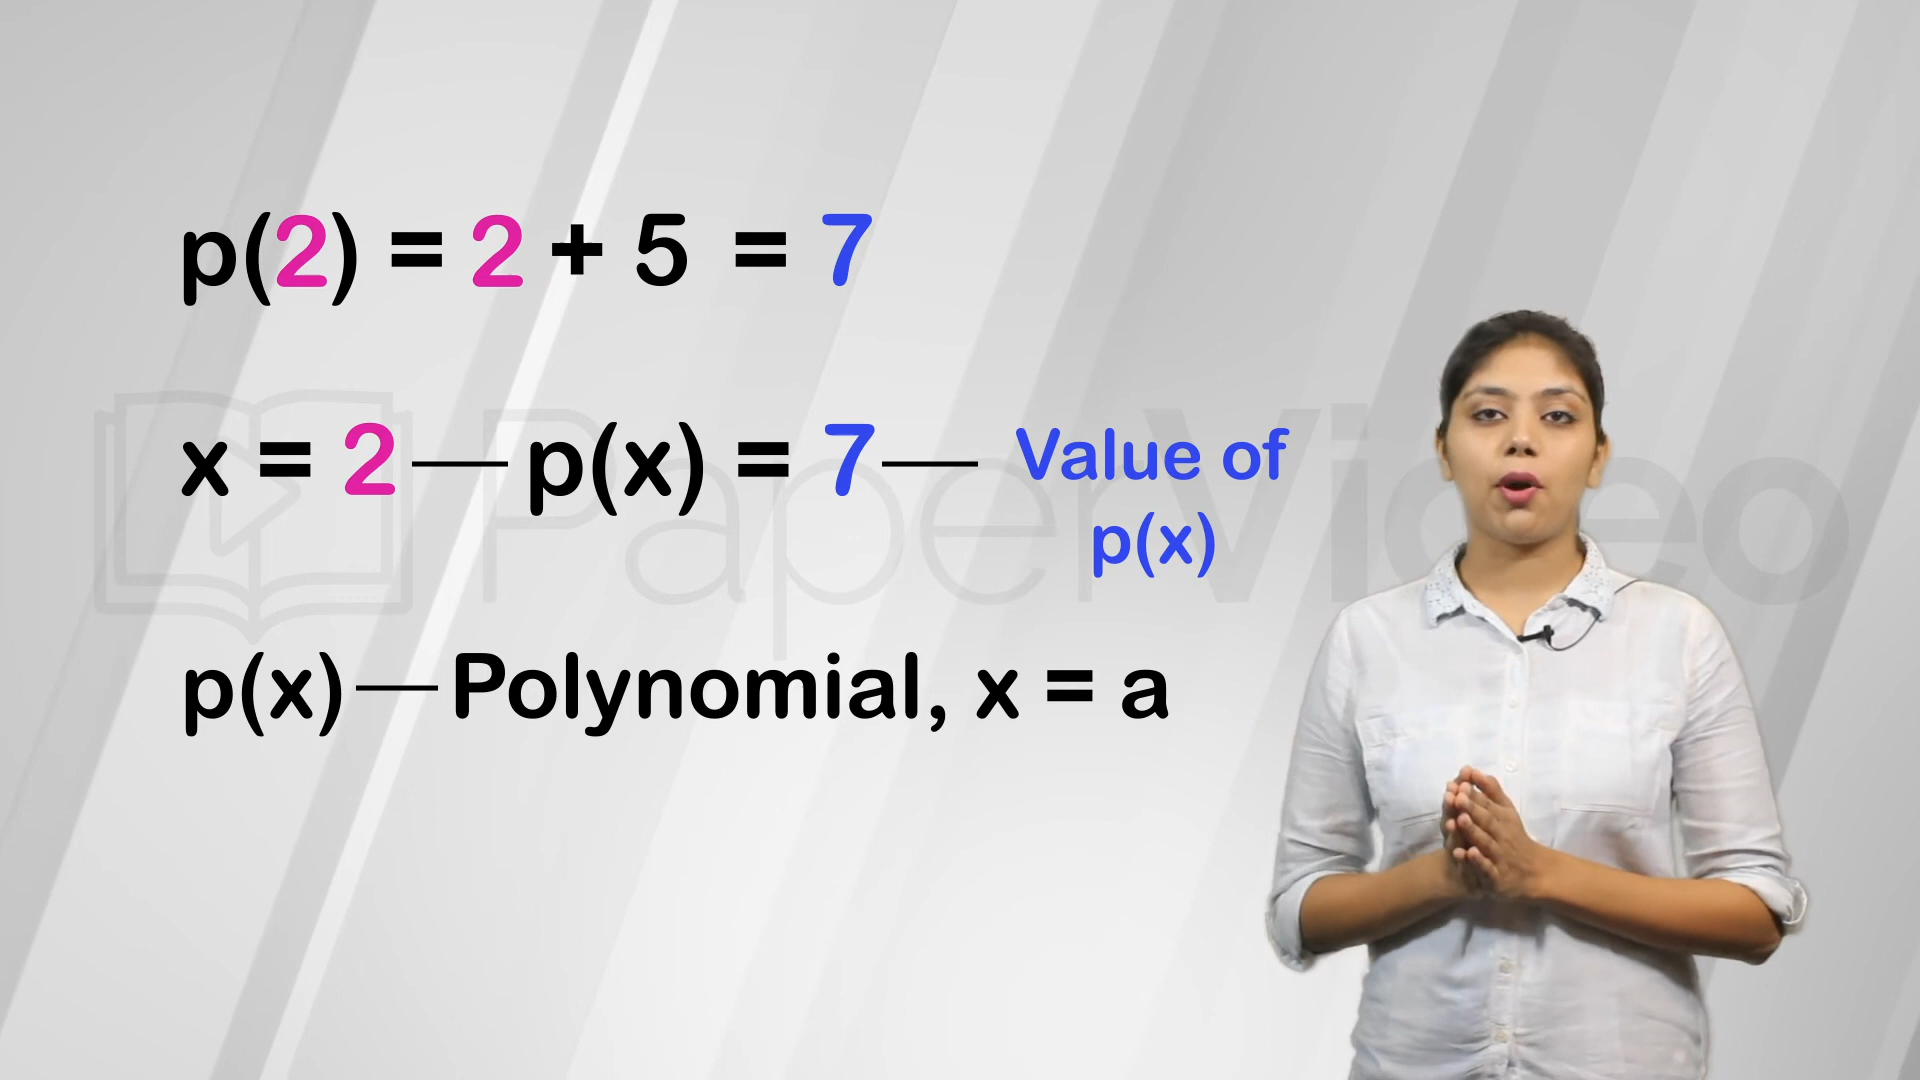 p(2) = 2 + 5 = 7
x = 2 — p(x) = 7 — Value of
p(x)
PaperVideo
p(x) — Polynomial, x = a